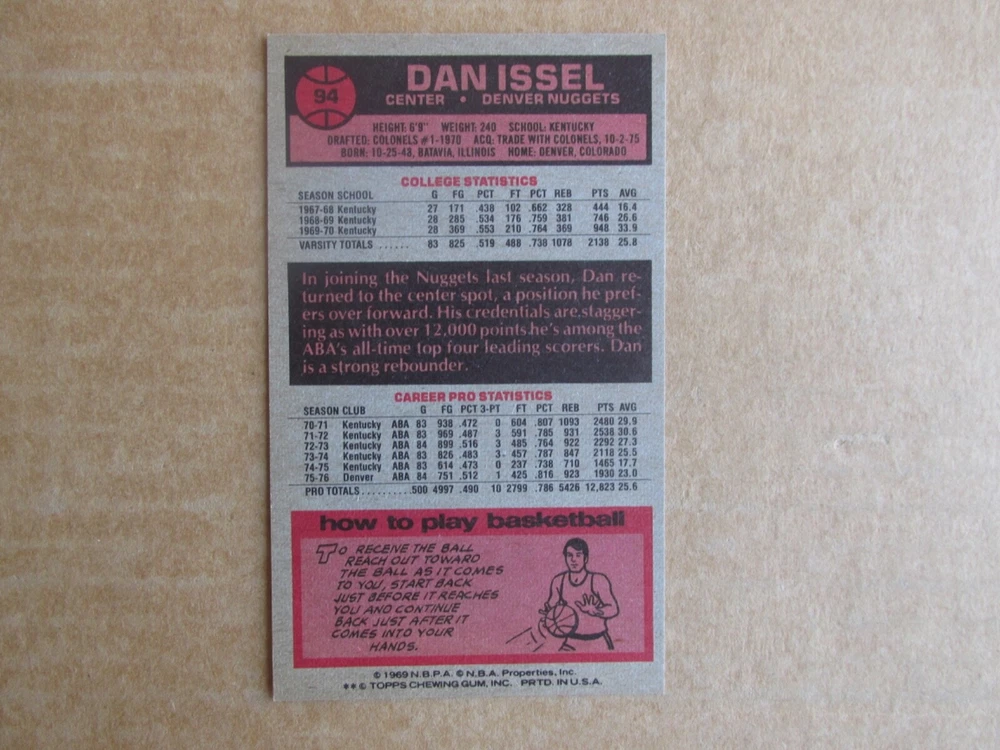 94
DAN ISSEL
CENTER • DENVER NUGGETS
HEIGHT: 6'9" WEIGHT: 240 SCHOOL: KENTUCKY
DRAFTED: COLONELS #1-1970 ACQ: TRADE WITH COLONELS, 10-2-75
BORN: 10-25-48, BATAVIA, ILLINOIS HOME: DENVER, COLORADO
COLLEGE STATISTICS
SEASON SCHOOL G FG PCT FT PCT REB PTS AVG
1967-68 Kentucky 27 171 .438 102 .662 328 444 16.4
1968-69 Kentucky 28 285 .534 176 .759 381 746 26.6
1969-70 Kentucky 28 369 .553 210 .764 369 948 33.9
VARSITY TOTALS ...... 83 825 .519 488 .738 1078 2138 25.8
In joining the Nuggets last season, Dan re-
turned to the center spot, a position he pref-
ers over forward. His credentials are stagger-
ing as with over 12,000 points he's among the
ABA's all-time top four leading scorers. Dan
is a strong rebounder.
CAREER PRO STATISTICS
SEASON CLUB G FG PCT 3-PT FT PCT REB PTS AVG
70-71 Kentucky ABA 83 938 .472 0 604 .807 1093 2480 29.9
71-72 Kentucky ABA 83 969 .487 3 591 .785 931 2538 30.6
72-73 Kentucky ABA 84 899 .516 3 485 .764 922 2292 27.3
73-74 Kentucky ABA 83 826 .483 3 457 .787 847 2118 25.5
74-75 Kentucky ABA 83 614 .473 0 237 .738 710 1465 17.7
75-76 Denver ABA 84 751 .512 1 425 .816 923 1930 23.0
PRO TOTALS.......... 500 4997 .490 10 2799 .786 5426 12,823 25.6
how to play basketball
TO RECEIVE THE BALL
REACH OUT TOWARD
THE BALL AS IT COMES
TO YOU, START BACK
JUST BEFORE IT REACHES
YOU AND CONTINUE
BACK JUST AFTER IT
COMES INTO YOUR
HANDS.
© 1969 N.B.P.A. © N.B.A. Properties, Inc.
** © TOPPS CHEWING GUM, INC. PRTD. IN U.S.A.